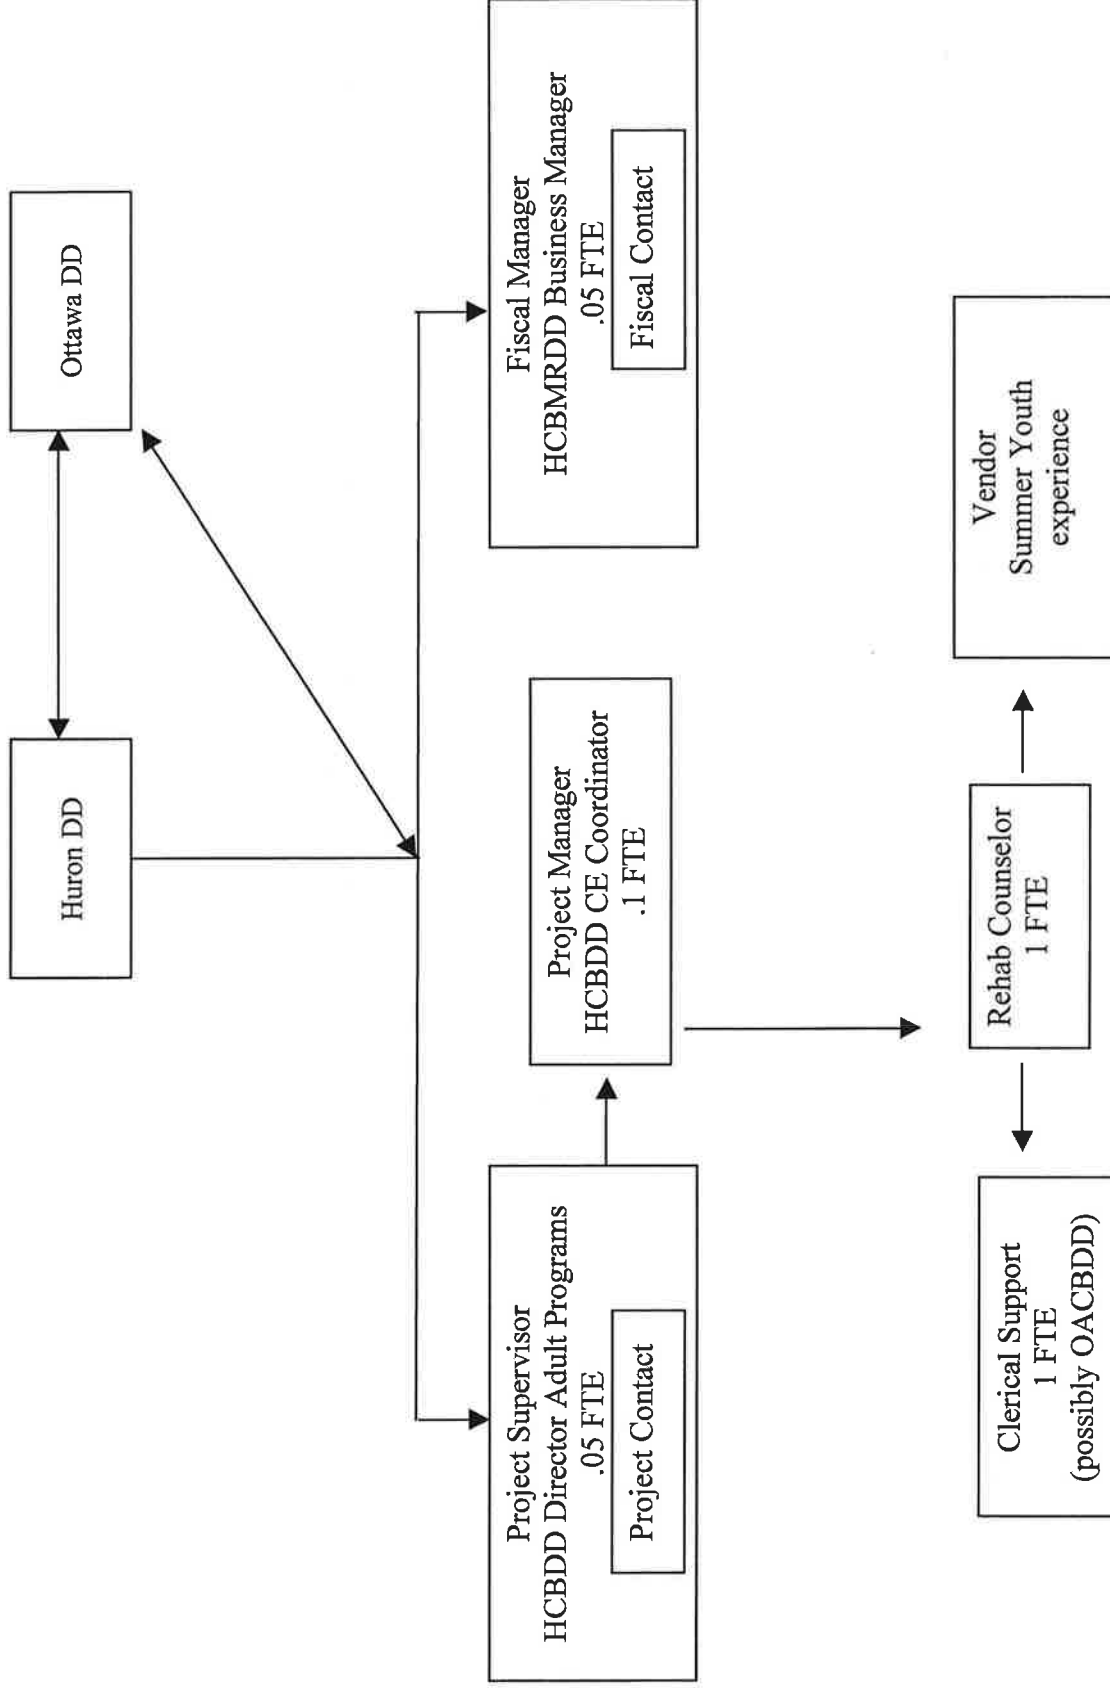 Huron DD
Ottawa DD
Project Supervisor
HCBDD Director Adult Programs
.05 FTE
Project Contact
Project Manager
HCBDD CE Coordinator
.1 FTE
Fiscal Manager
HCBMRDD Business Manager
.05 FTE
Fiscal Contact
Clerical Support
1 FTE
(possibly OACBDD)
Rehab Counselor
1 FTE
Vendor
Summer Youth
experience